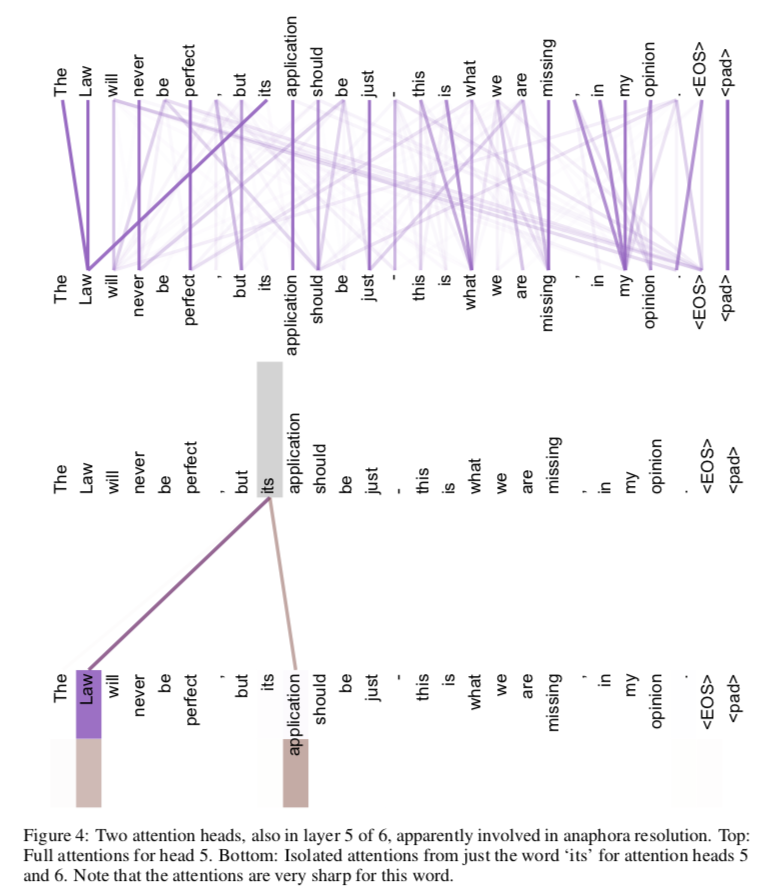 The Law will never be perfect , but its application should be just - this is what we are missing , in my opinion . <EOS> <pad>
The Law will never be perfect , but its application should be just - this is what we are missing , in my opinion . <EOS> <pad>
The Law will never be perfect , but its application should be just - this is what we are missing , in my opinion . <EOS> <pad>
The Law will never be perfect , but its application should be just - this is what we are missing , in my opinion . <EOS> <pad>
Figure 4: Two attention heads, also in layer 5 of 6, apparently involved in anaphora resolution. Top:
Full attentions for head 5. Bottom: Isolated attentions from just the word ‘its’ for attention heads 5
and 6. Note that the attentions are very sharp for this word.